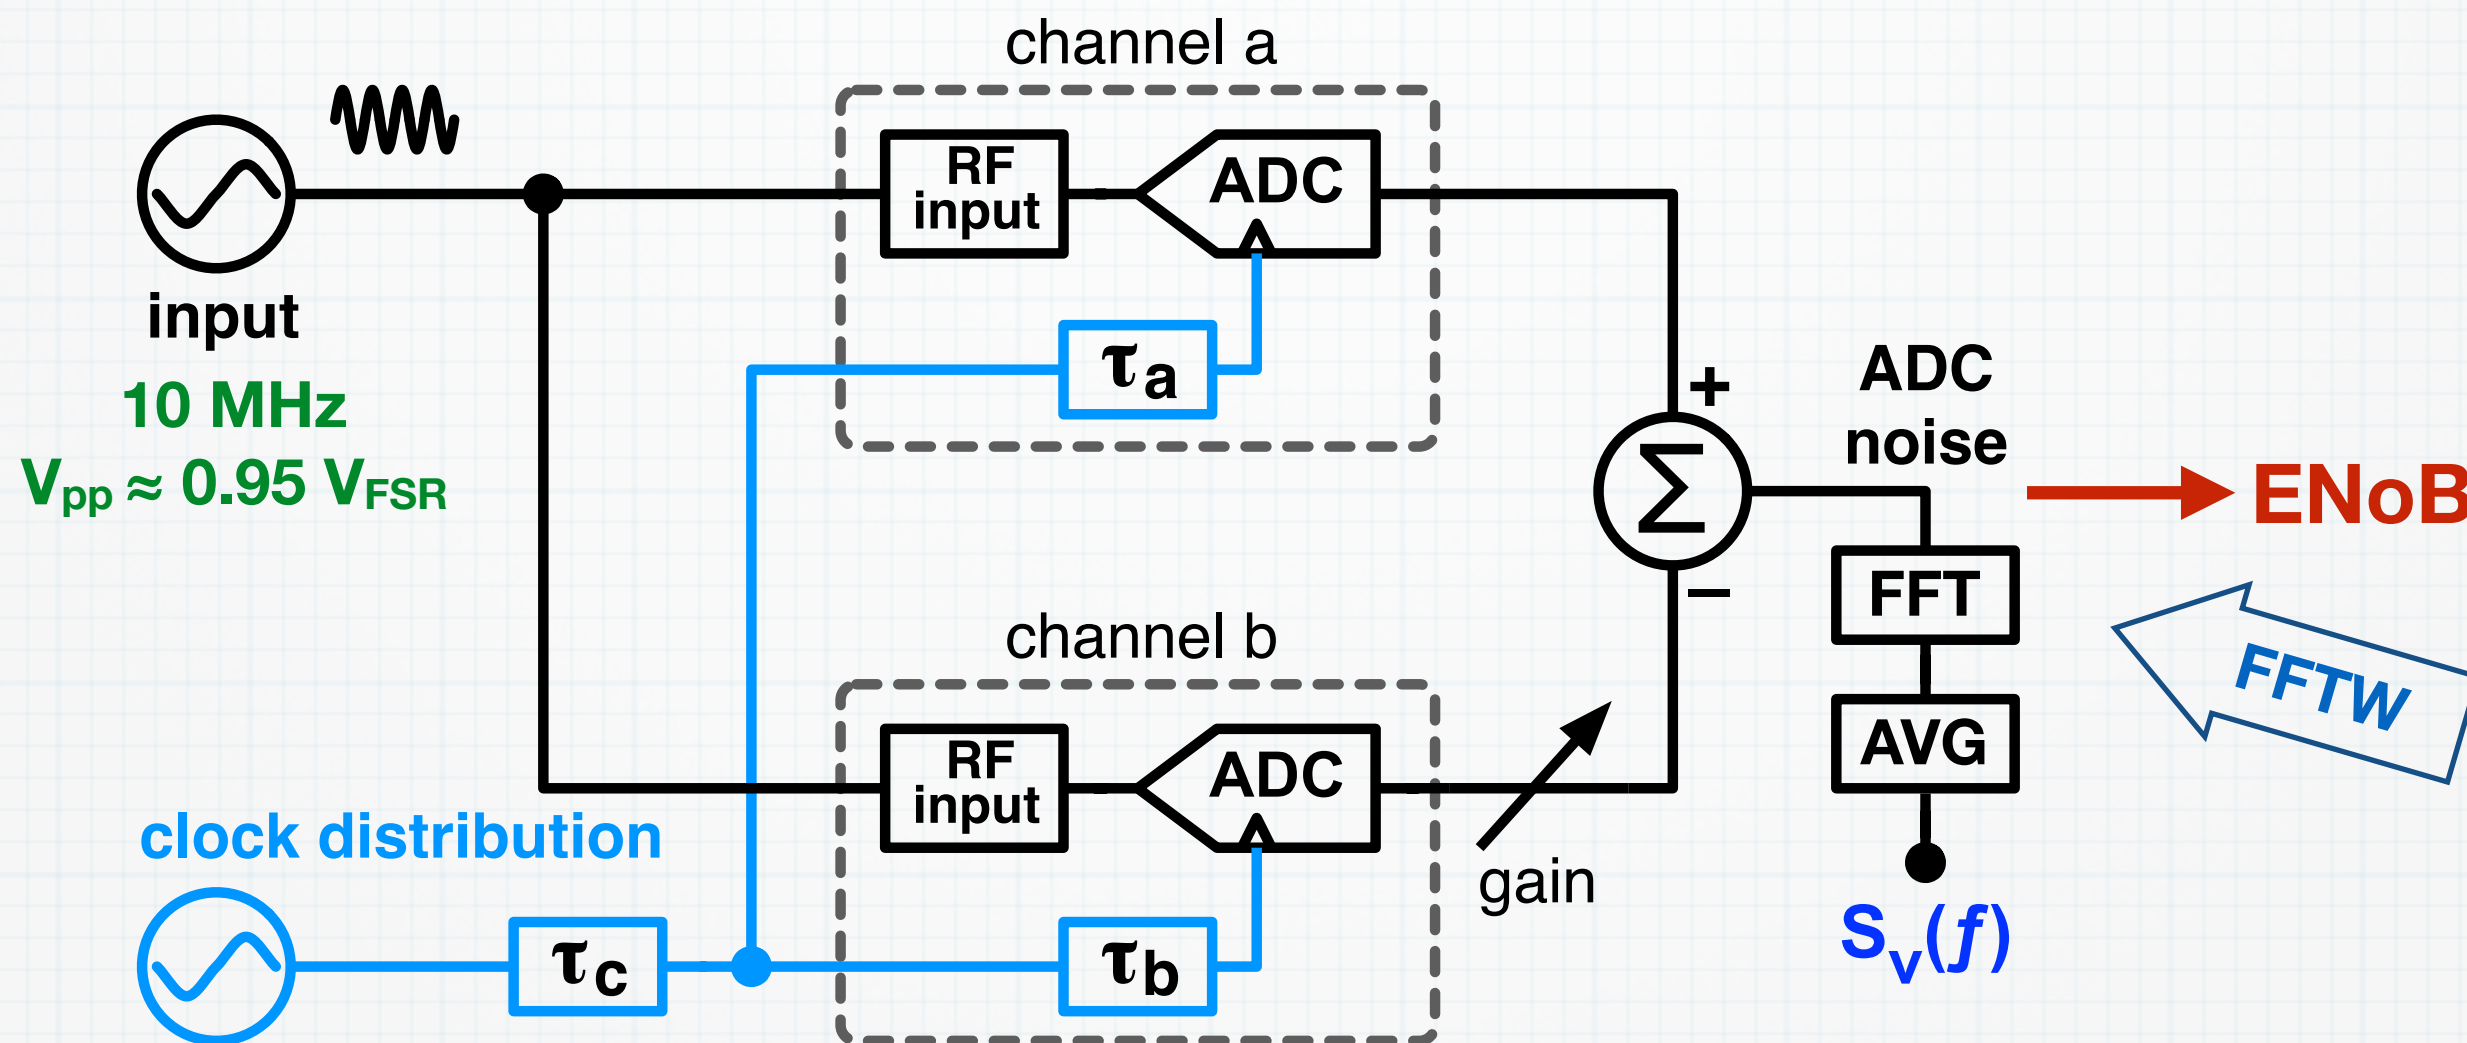 channel a
RF
input
ADC
τa
input
10 MHz
Vpp ≈ 0.95 VFSR
+
Σ
−
ADC
noise
ENoB
FFT
FFTW
AVG
Sv(f)
channel b
RF
input
ADC
gain
clock distribution
τc
τb